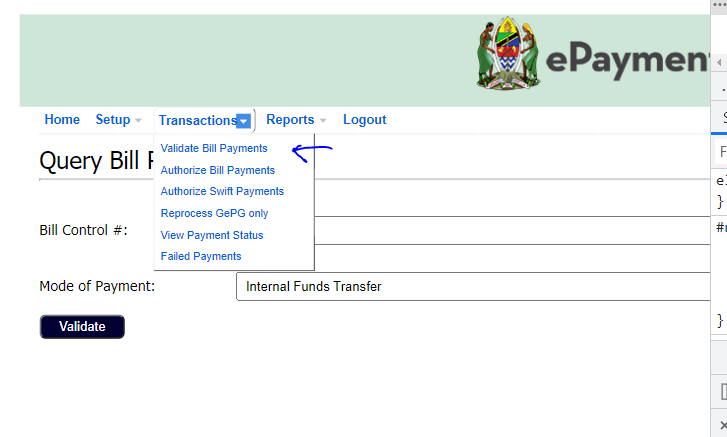 ePayment
Home Setup Transactions Reports Logout
Query Bill
Validate Bill Payments
Authorize Bill Payments
Authorize Swift Payments
Reprocess GePG only
View Payment Status
Failed Payments
Bill Control #:
Mode of Payment: Internal Funds Transfer
Validate
}
}